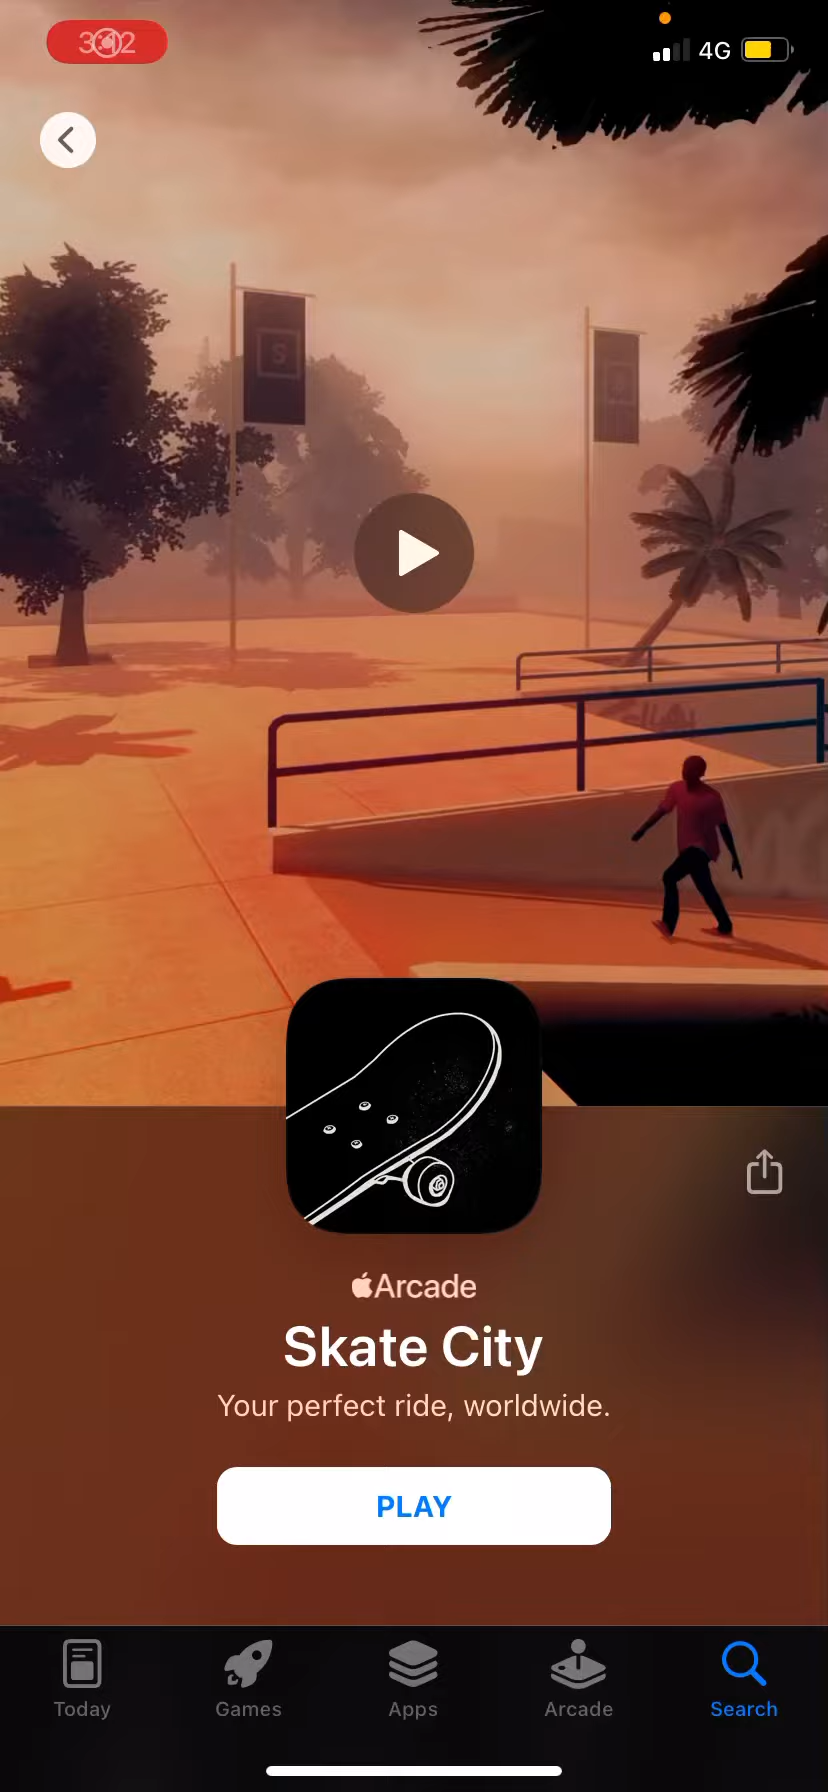 4G
S
Arcade
Skate City
Your perfect ride, worldwide.
PLAY
Today
Games
Apps
Arcade
Search